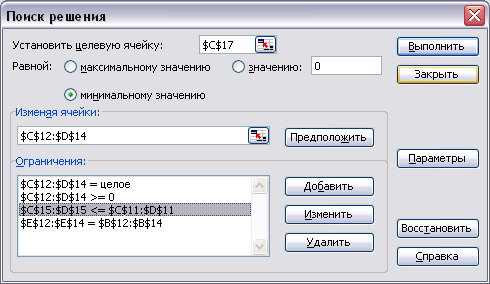 Поиск решения
Установить целевую ячейку: $C$17 Выполнить
Равной: максимальному значению значению: 0 Закрыть
минимальному значению
Изменяя ячейки:
$C$12:$D$14 Предположить
Ограничения: Параметры
$C$12:$D$14 = целое Добавить
$C$12:$D$14 >= 0
$C$15:$D$15 <= $C$11:$D$11 Изменить
$E$12:$E$14 = $B$12:$B$14 Восстановить
Удалить Справка